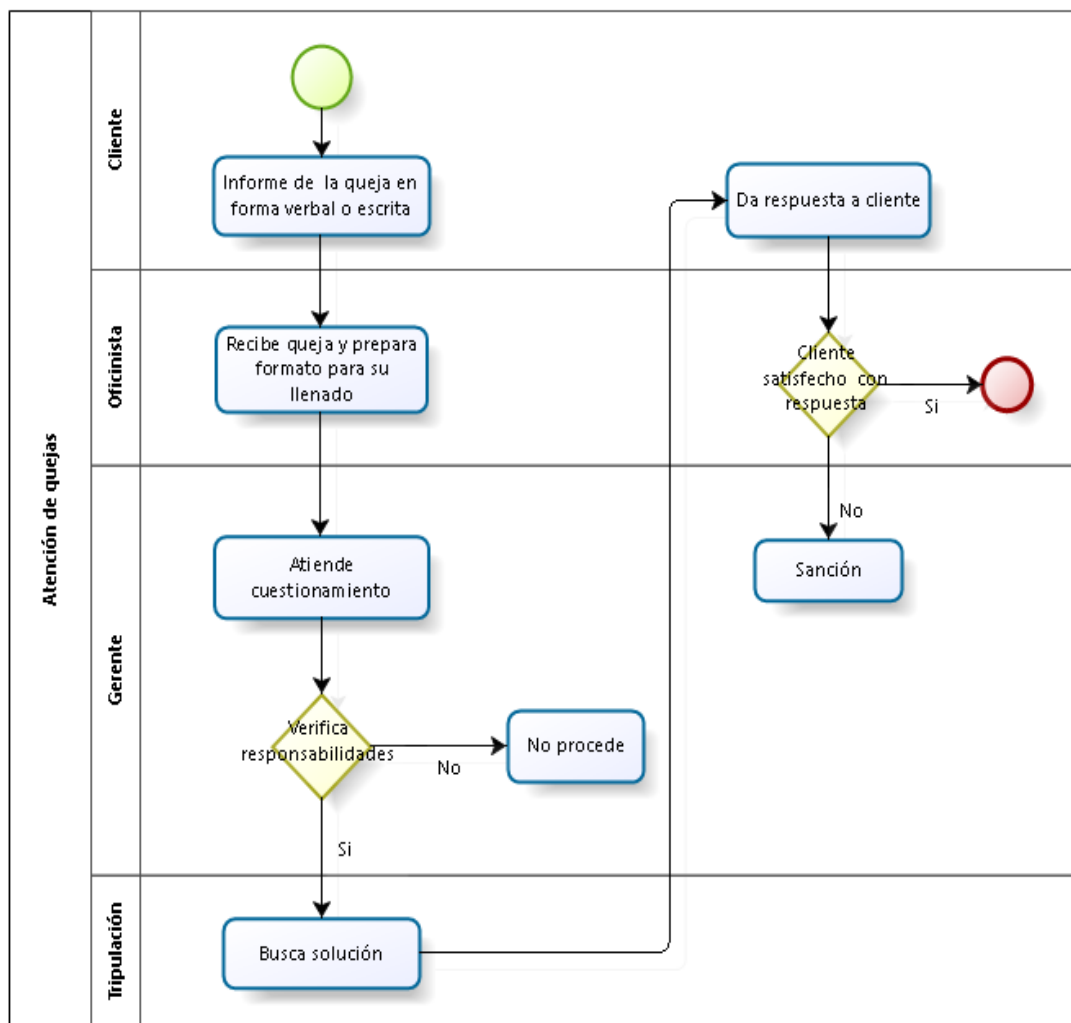 Atención de quejas
Cliente
Informe de la queja en
forma verbal o escrita
Da respuesta a cliente
Oficinista
Recibe queja y prepara
formato para su
llenado
Cliente
satisfecho con
respuesta
Si
No
Gerente
Atiende
cuestionamiento
Sanción
Verifica
responsabilidades
No
No procede
Si
Tripulación
Busca solución